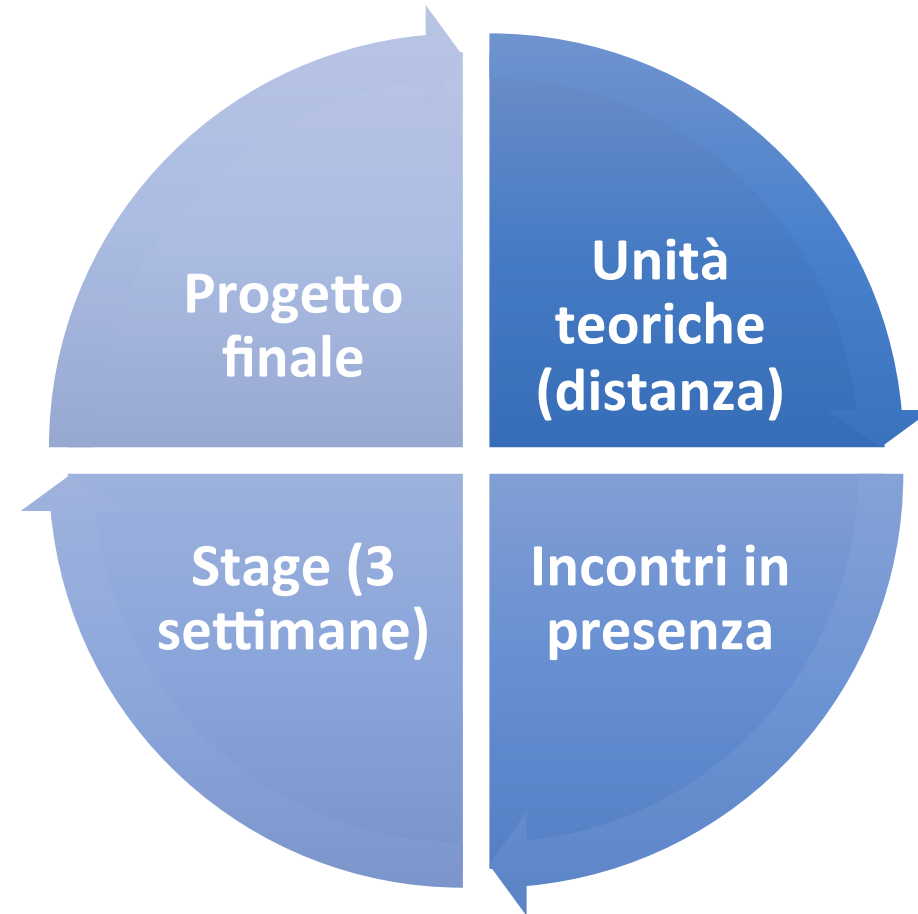 Progetto
finale
Unità
teoriche
(distanza)
Stage (3
settimane)
Incontri in
presenza